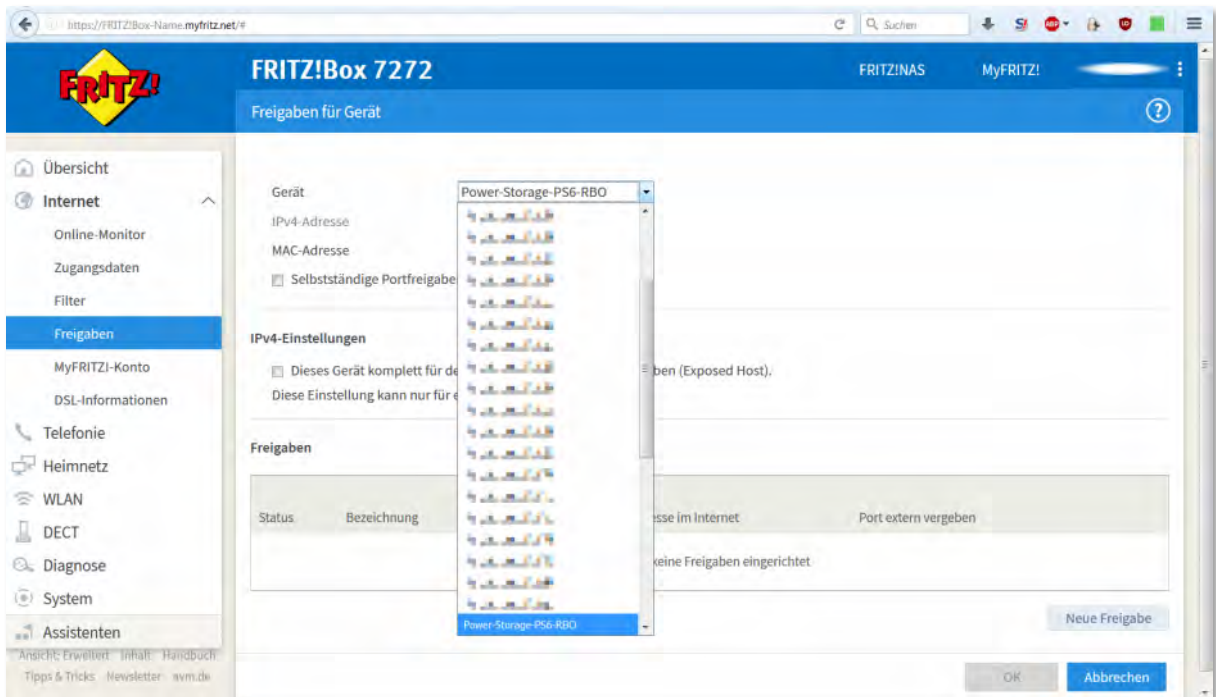 https://FRITZ!Box-Name.myfritz.net/#
Suchen
FRITZ!
FRITZ!Box 7272
FRITZ!NAS
MyFRITZ!
Freigaben für Gerät
Übersicht
Internet
Online-Monitor
Zugangsdaten
Filter
Freigaben
MyFRITZ!-Konto
DSL-Informationen
Telefonie
Heimnetz
WLAN
DECT
Diagnose
System
Assistenten
Ansicht: Erweitert Inhalt Handbuch
Tipps & Tricks Newsletter avm.de
Gerät Power-Storage-PS6-RBO
IPv4-Adresse
MAC-Adresse
Selbstständige Portfreigabe
IPv4-Einstellungen
Dieses Gerät komplett für de ben (Exposed Host).
Diese Einstellung kann nur für e
Freigaben
Status Bezeichnung esse im Internet Port extern vergeben
keine Freigaben eingerichtet
Power-Storage-PS6-RBO
Neue Freigabe
OK Abbrechen